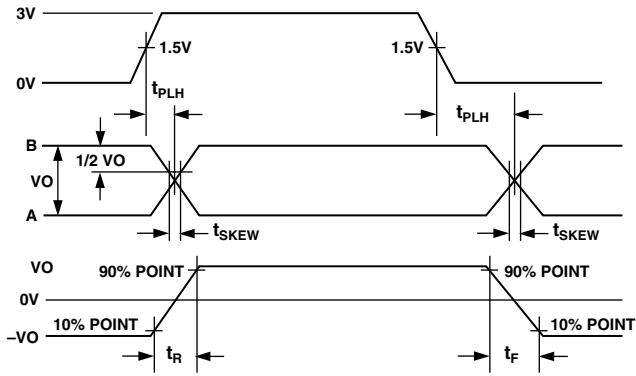 3V
1.5V
1.5V
0V
tPLH
tPLH
B
1/2 VO
VO
A
tSKEW
tSKEW
VO
90% POINT
90% POINT
0V
10% POINT
10% POINT
–VO
tR
tF